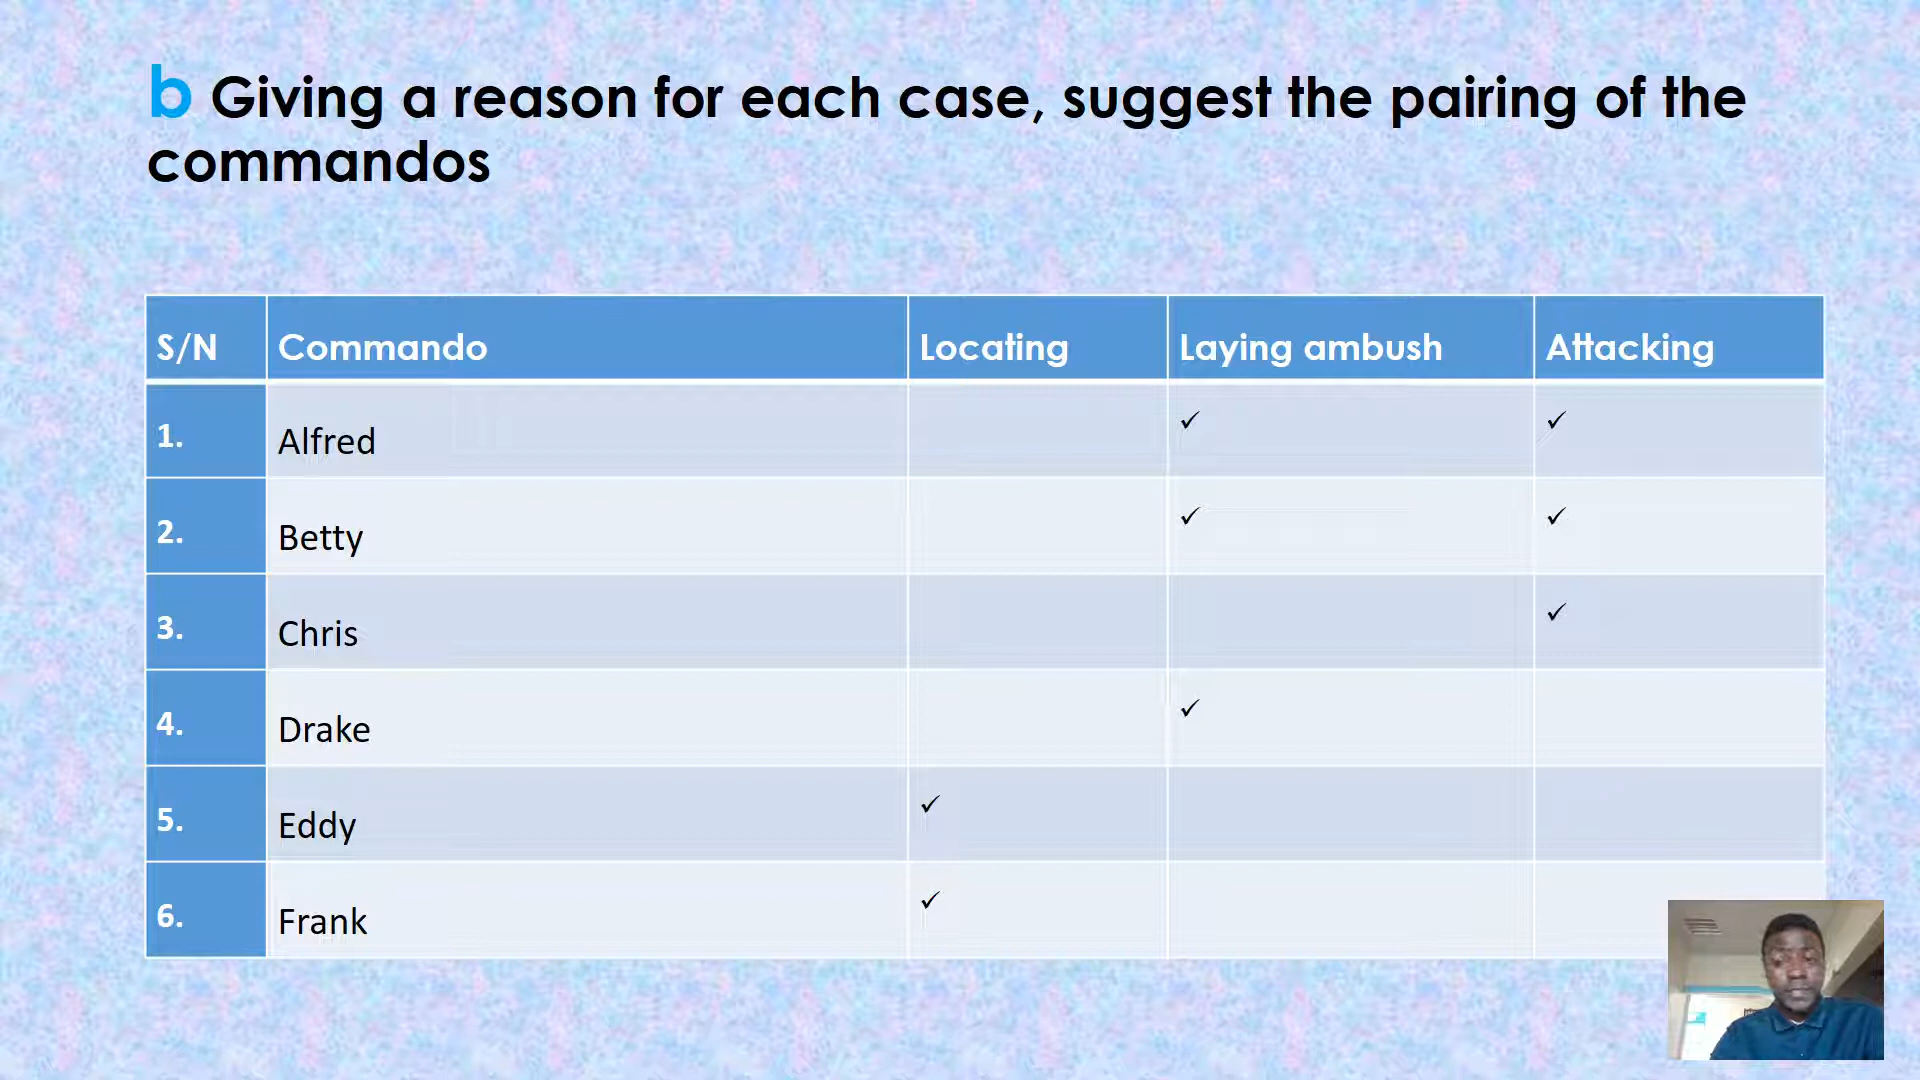 b Giving a reason for each case, suggest the pairing of the
commandos
S/N Commando Locating Laying ambush Attacking
1. Alfred ✓ ✓
2. Betty ✓ ✓
3. Chris ✓
4. Drake ✓
5. Eddy ✓
6. Frank ✓